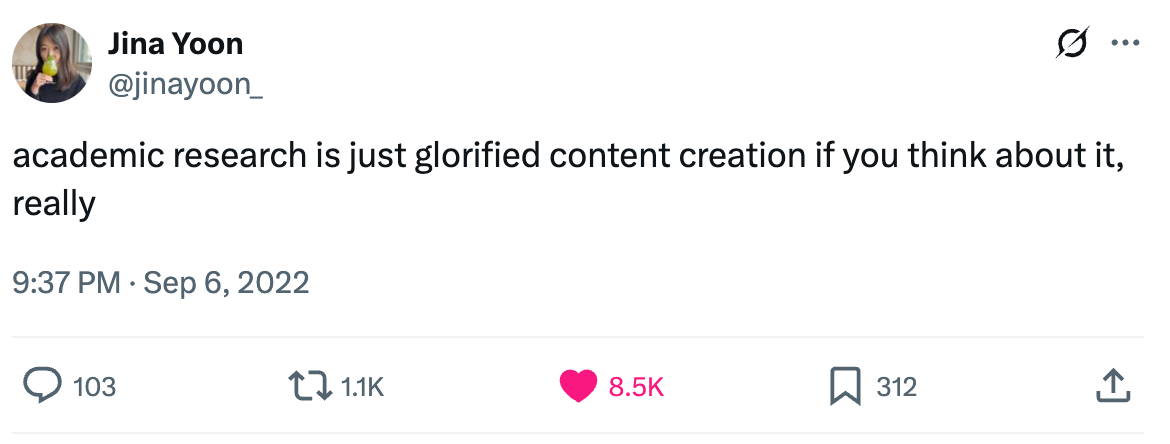 Jina Yoon
@jinayoon_
academic research is just glorified content creation if you think about it,
really
9:37 PM · Sep 6, 2022
103 1.1K 8.5K 312